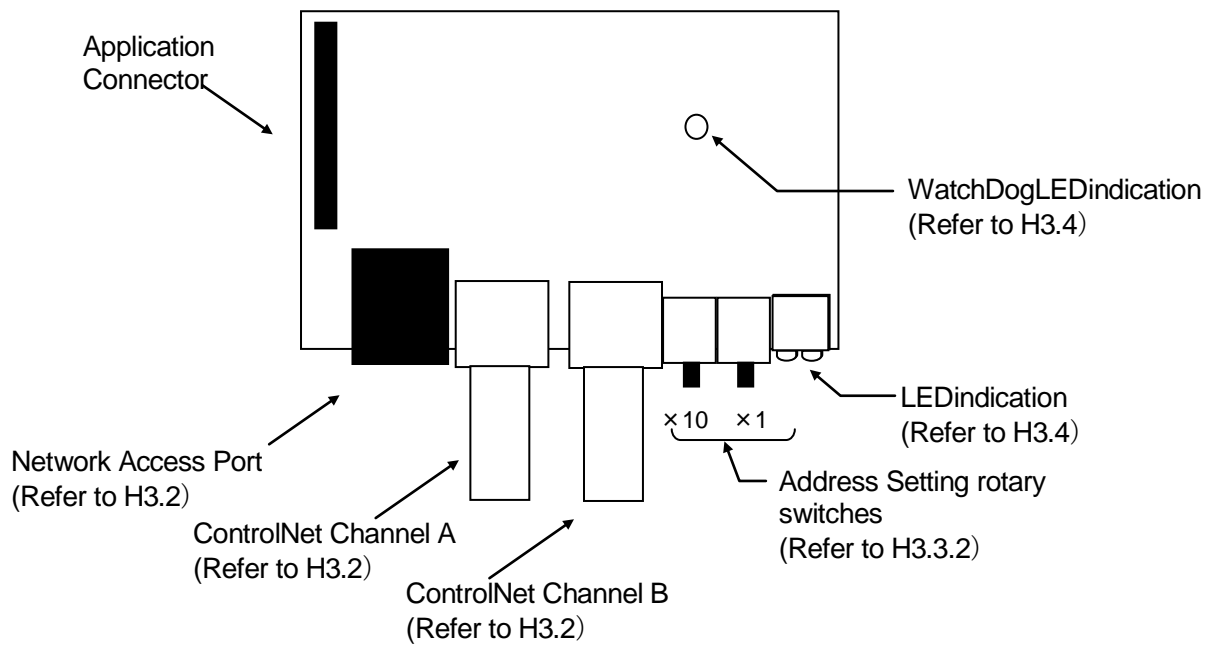 Application
Connector
WatchDogLEDindication
(Refer to H3.4）
LEDindication
(Refer to H3.4）
×10 ×1
Network Access Port
(Refer to H3.2）
Address Setting rotary
switches
(Refer to H3.3.2）
ControlNet Channel A
(Refer to H3.2）
ControlNet Channel B
(Refer to H3.2）